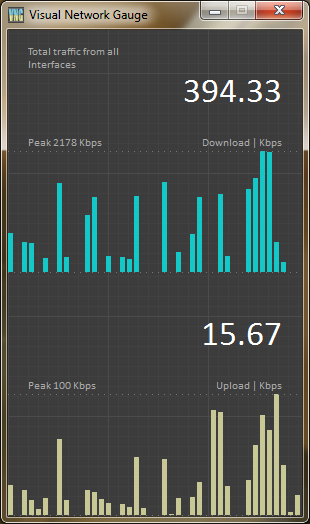 VNG Visual Network Gauge
Total traffic from all
Interfaces
394.33
Peak 2178 Kbps Download | Kbps
15.67
Peak 100 Kbps Upload | Kbps